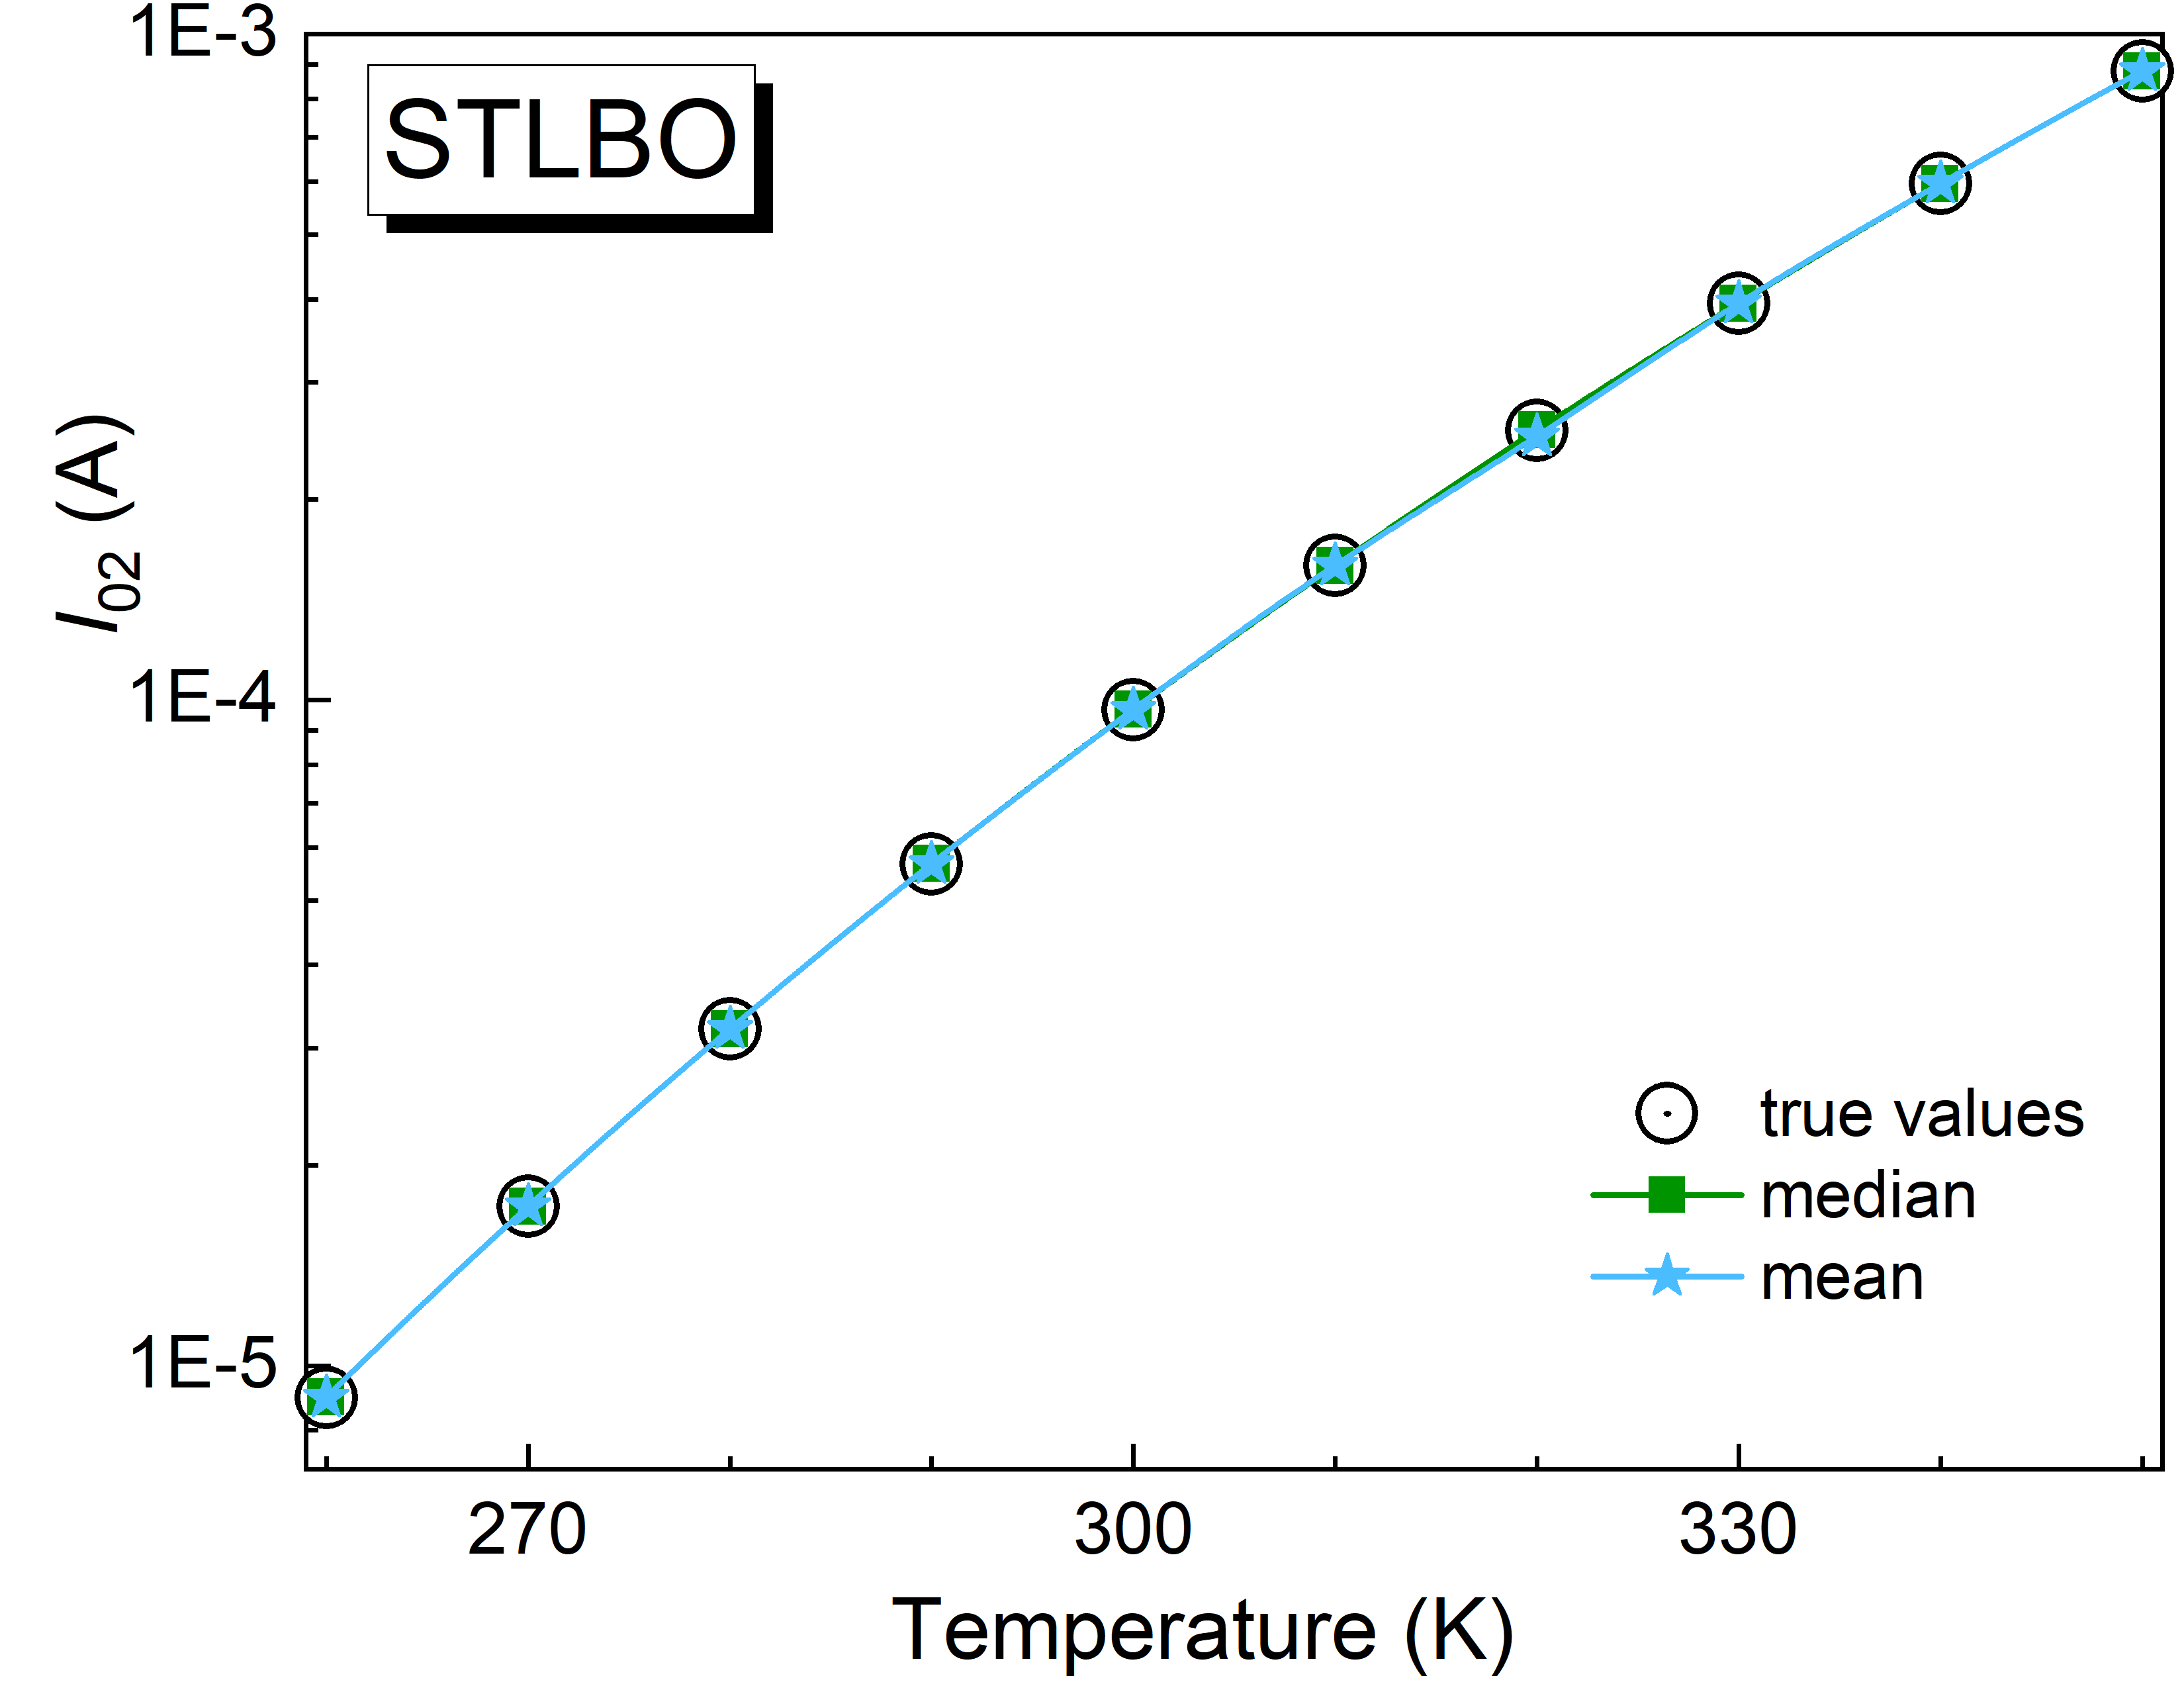 1E-3
STLBO
I02 (A)
1E-4
true values
median
mean
1E-5
270 300 330
Temperature (K)